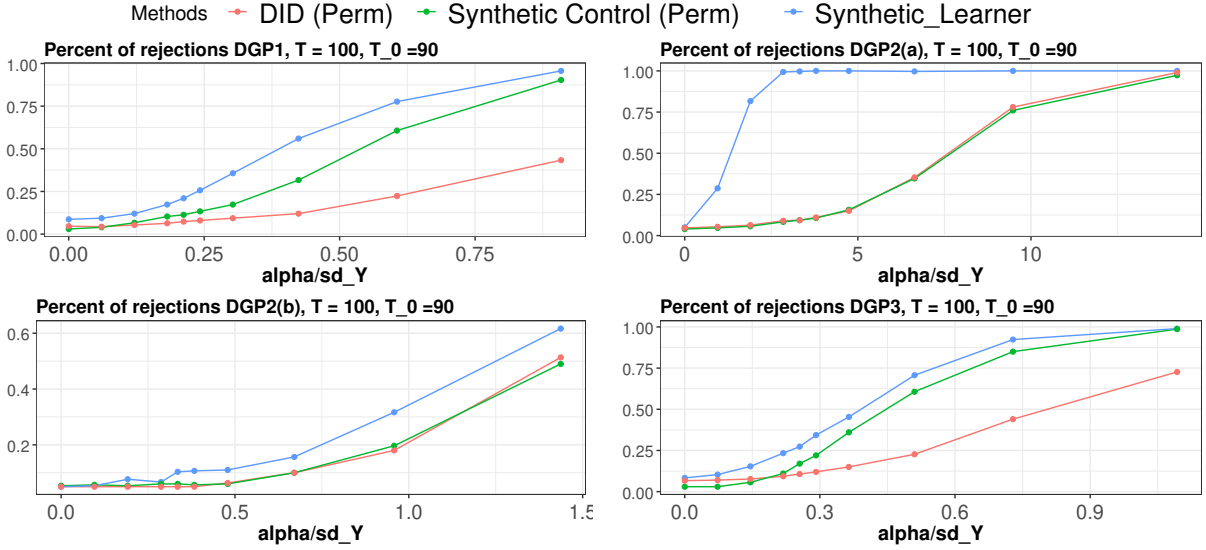 Methods DID (Perm) Synthetic Control (Perm) Synthetic_Learner
Percent of rejections DGP1, T = 100, T_0 =90
1.00
0.75
0.50
0.25
0.00
0.00 0.25 0.50 0.75
alpha/sd_Y
Percent of rejections DGP2(a), T = 100, T_0 =90
1.00
0.75
0.50
0.25
0.00
0 5 10
alpha/sd_Y
Percent of rejections DGP2(b), T = 100, T_0 =90
0.6
0.4
0.2
0.0 0.5 1.0 1.5
alpha/sd_Y
Percent of rejections DGP3, T = 100, T_0 =90
1.00
0.75
0.50
0.25
0.00
0.0 0.3 0.6 0.9
alpha/sd_Y